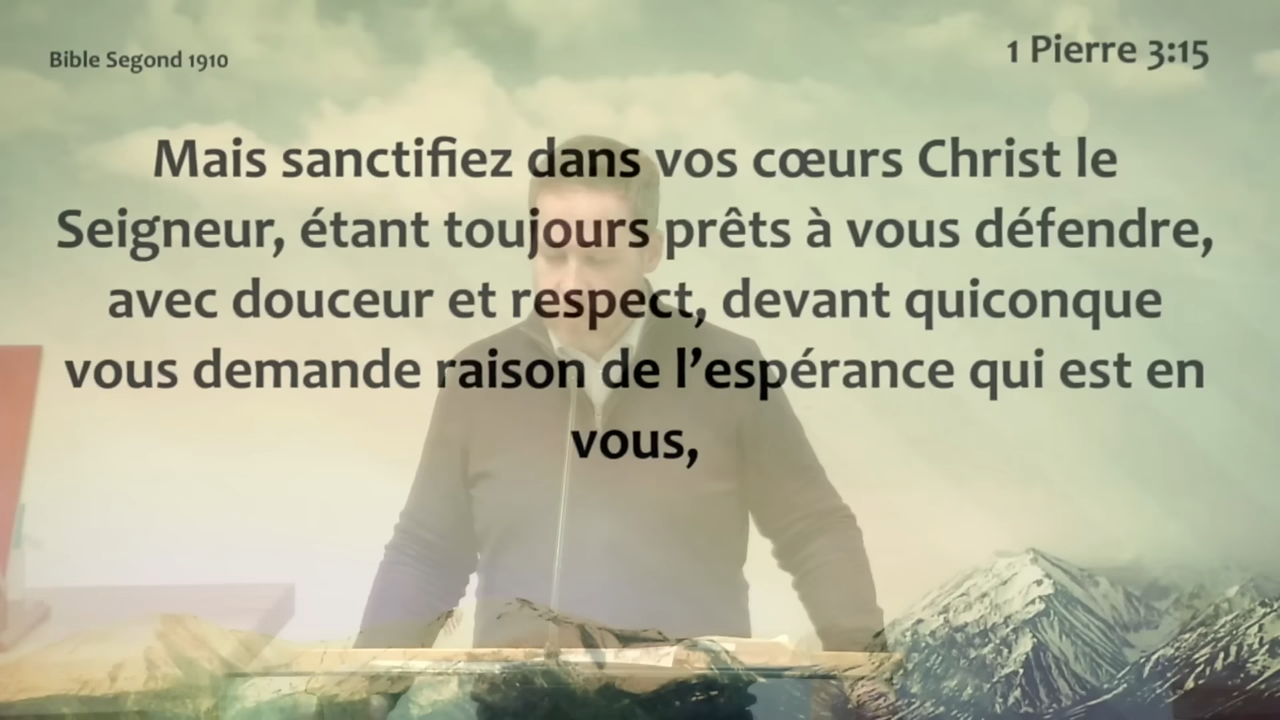 Bible Segond 1910
1 Pierre 3:15
Mais sanctifiez dans vos cœurs Christ le
Seigneur, étant toujours prêts à vous défendre,
avec douceur et respect, devant quiconque
vous demande raison de l’espérance qui est en
vous,